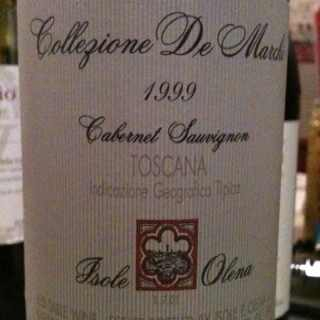 Collezione De Marchi
1999
Cabernet Sauvignon
TOSCANA
Indicazione Geografica Tipica
Isole Olena